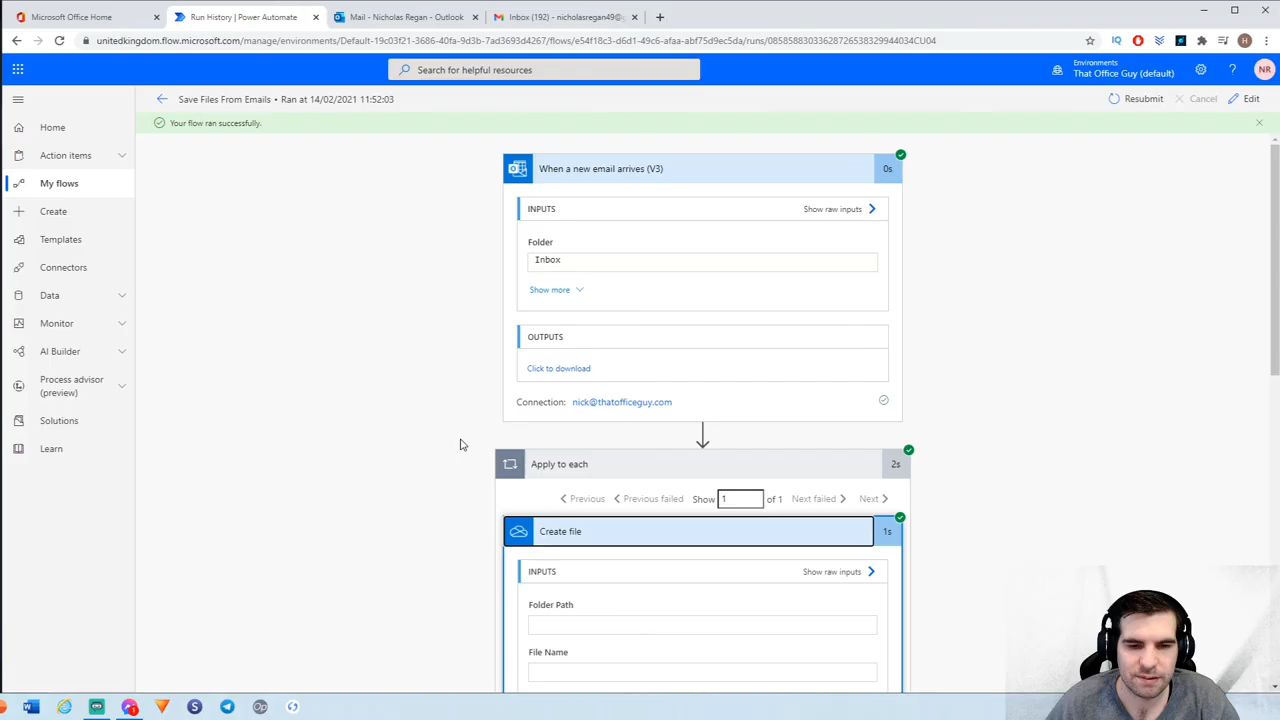 Microsoft Office Home
Run History | Power Automate
Mail - Nicholas Regan - Outlook
Inbox (192) - nicholasregan49@g
unitedkingdom.flow.microsoft.com/manage/environments/Default-19c03f21-3686-40fa-9d3b-7ad3693d4267/flows/e54f18c3-d6d1-49c6-afaa-abf75d9ec5da/runs/08585883033628726538329944034CU04
Search for helpful resources
Environments
That Office Guy (default)
NR
Save Files From Emails • Ran at 14/02/2021 11:52:03
Resubmit
Cancel
Edit
Your flow ran successfully.
Home
Action items
My flows
Create
Templates
Connectors
Data
Monitor
AI Builder
Process advisor
(preview)
Solutions
Learn
When a new email arrives (V3)
0s
INPUTS
Show raw inputs
Folder
Inbox
Show more
OUTPUTS
Click to download
Connection: nick@thatofficeguy.com
Apply to each
2s
Previous
Previous failed
Show 1 of 1
Next failed
Next
Create file
1s
INPUTS
Show raw inputs
Folder Path
File Name